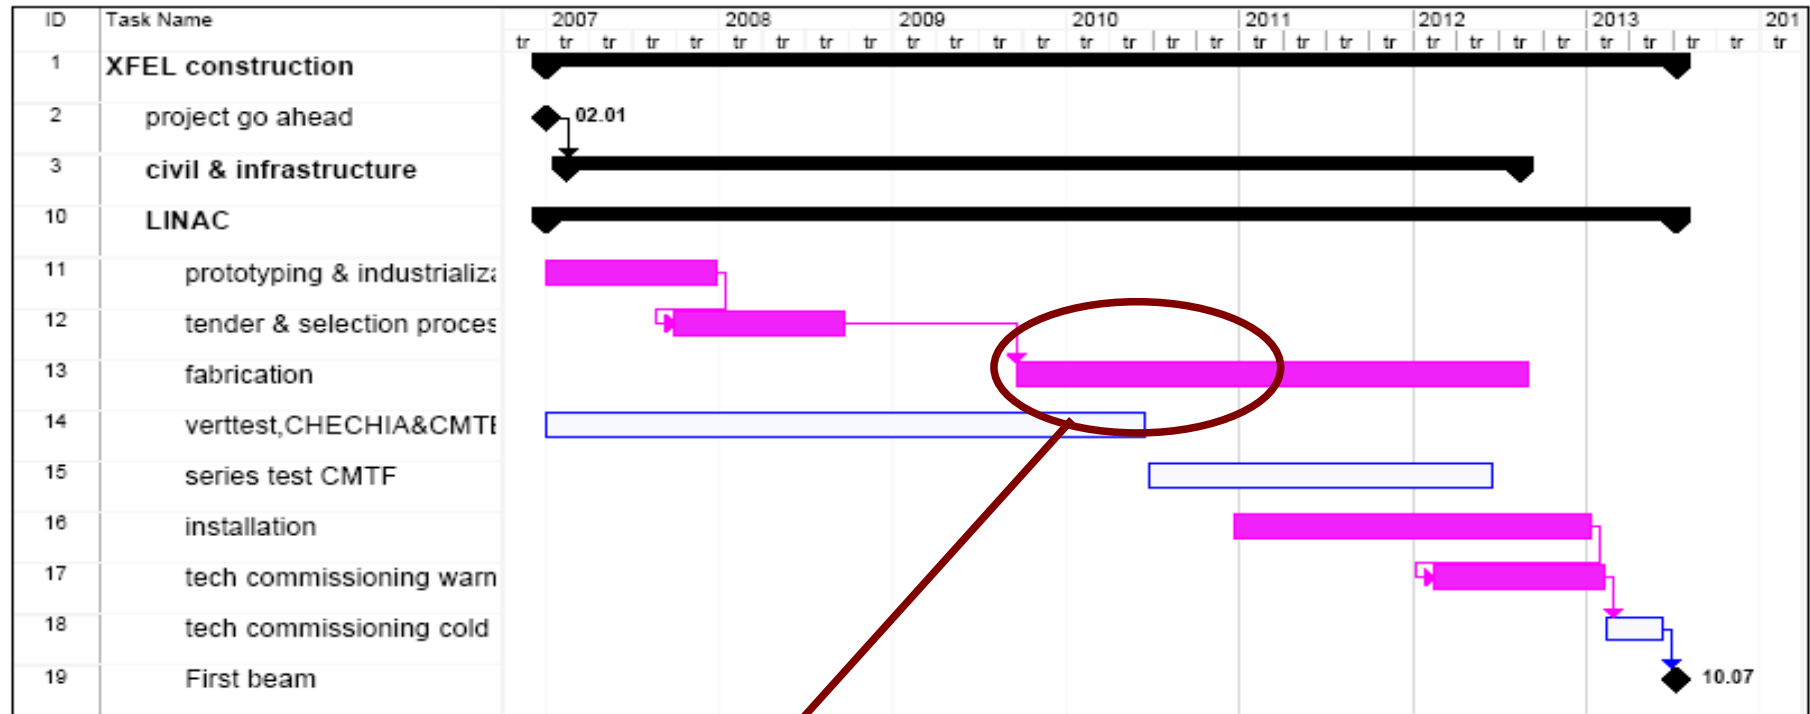 ID Task Name 2007 2008 2009 2010 2011 2012 2013 201
tr tr tr tr tr tr tr tr tr tr tr tr tr tr tr tr tr tr tr tr tr tr tr tr tr tr tr tr tr tr
1 XFEL construction
2 project go ahead 02.01
3 civil & infrastructure
10 LINAC
11 prototyping & industrializa
12 tender & selection proces
13 fabrication
14 verttest,CHECHIA&CMTB
15 series test CMTF
16 installation
17 tech commissioning warn
18 tech commissioning cold
19 First beam 10.07